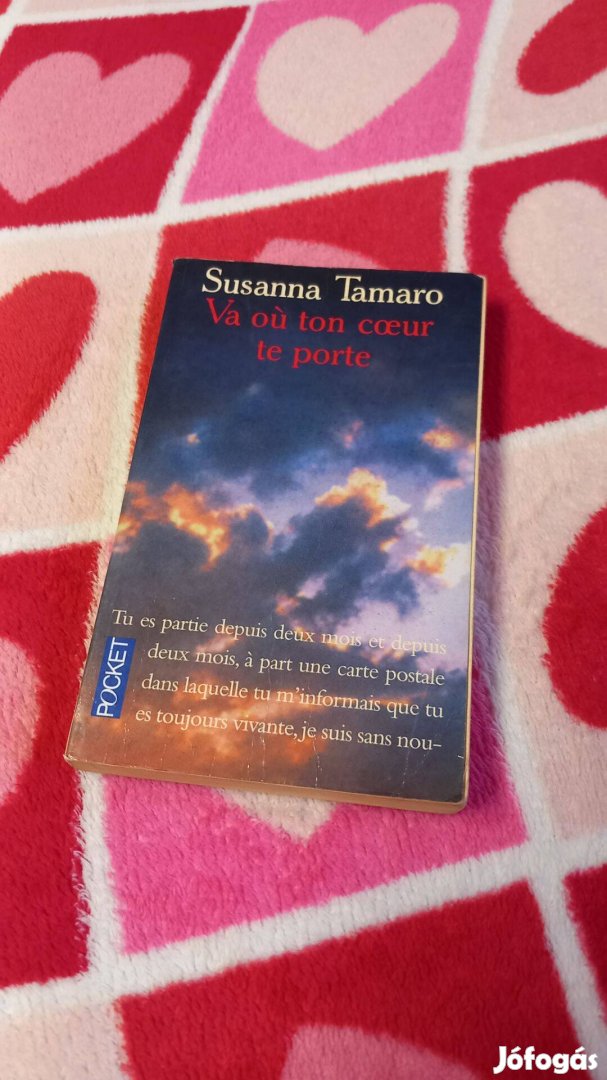 Susanna Tamaro
Va où ton cœur
te porte
Tu es partie depuis deux mois et depuis
deux mois, à part une carte postale
dans laquelle tu m'informais que tu
es toujours vivante, je suis sans nou-
POCKET
Jófogás